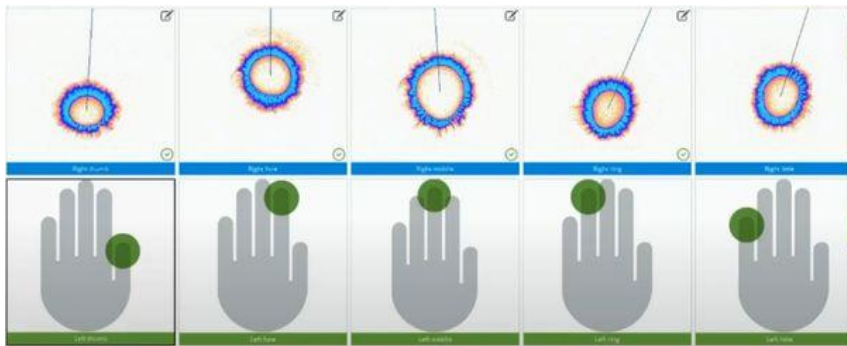 Right thumb
Right fore
Right middle
Right ring
Right little
Left thumb
Left fore
Left middle
Left ring
Left little